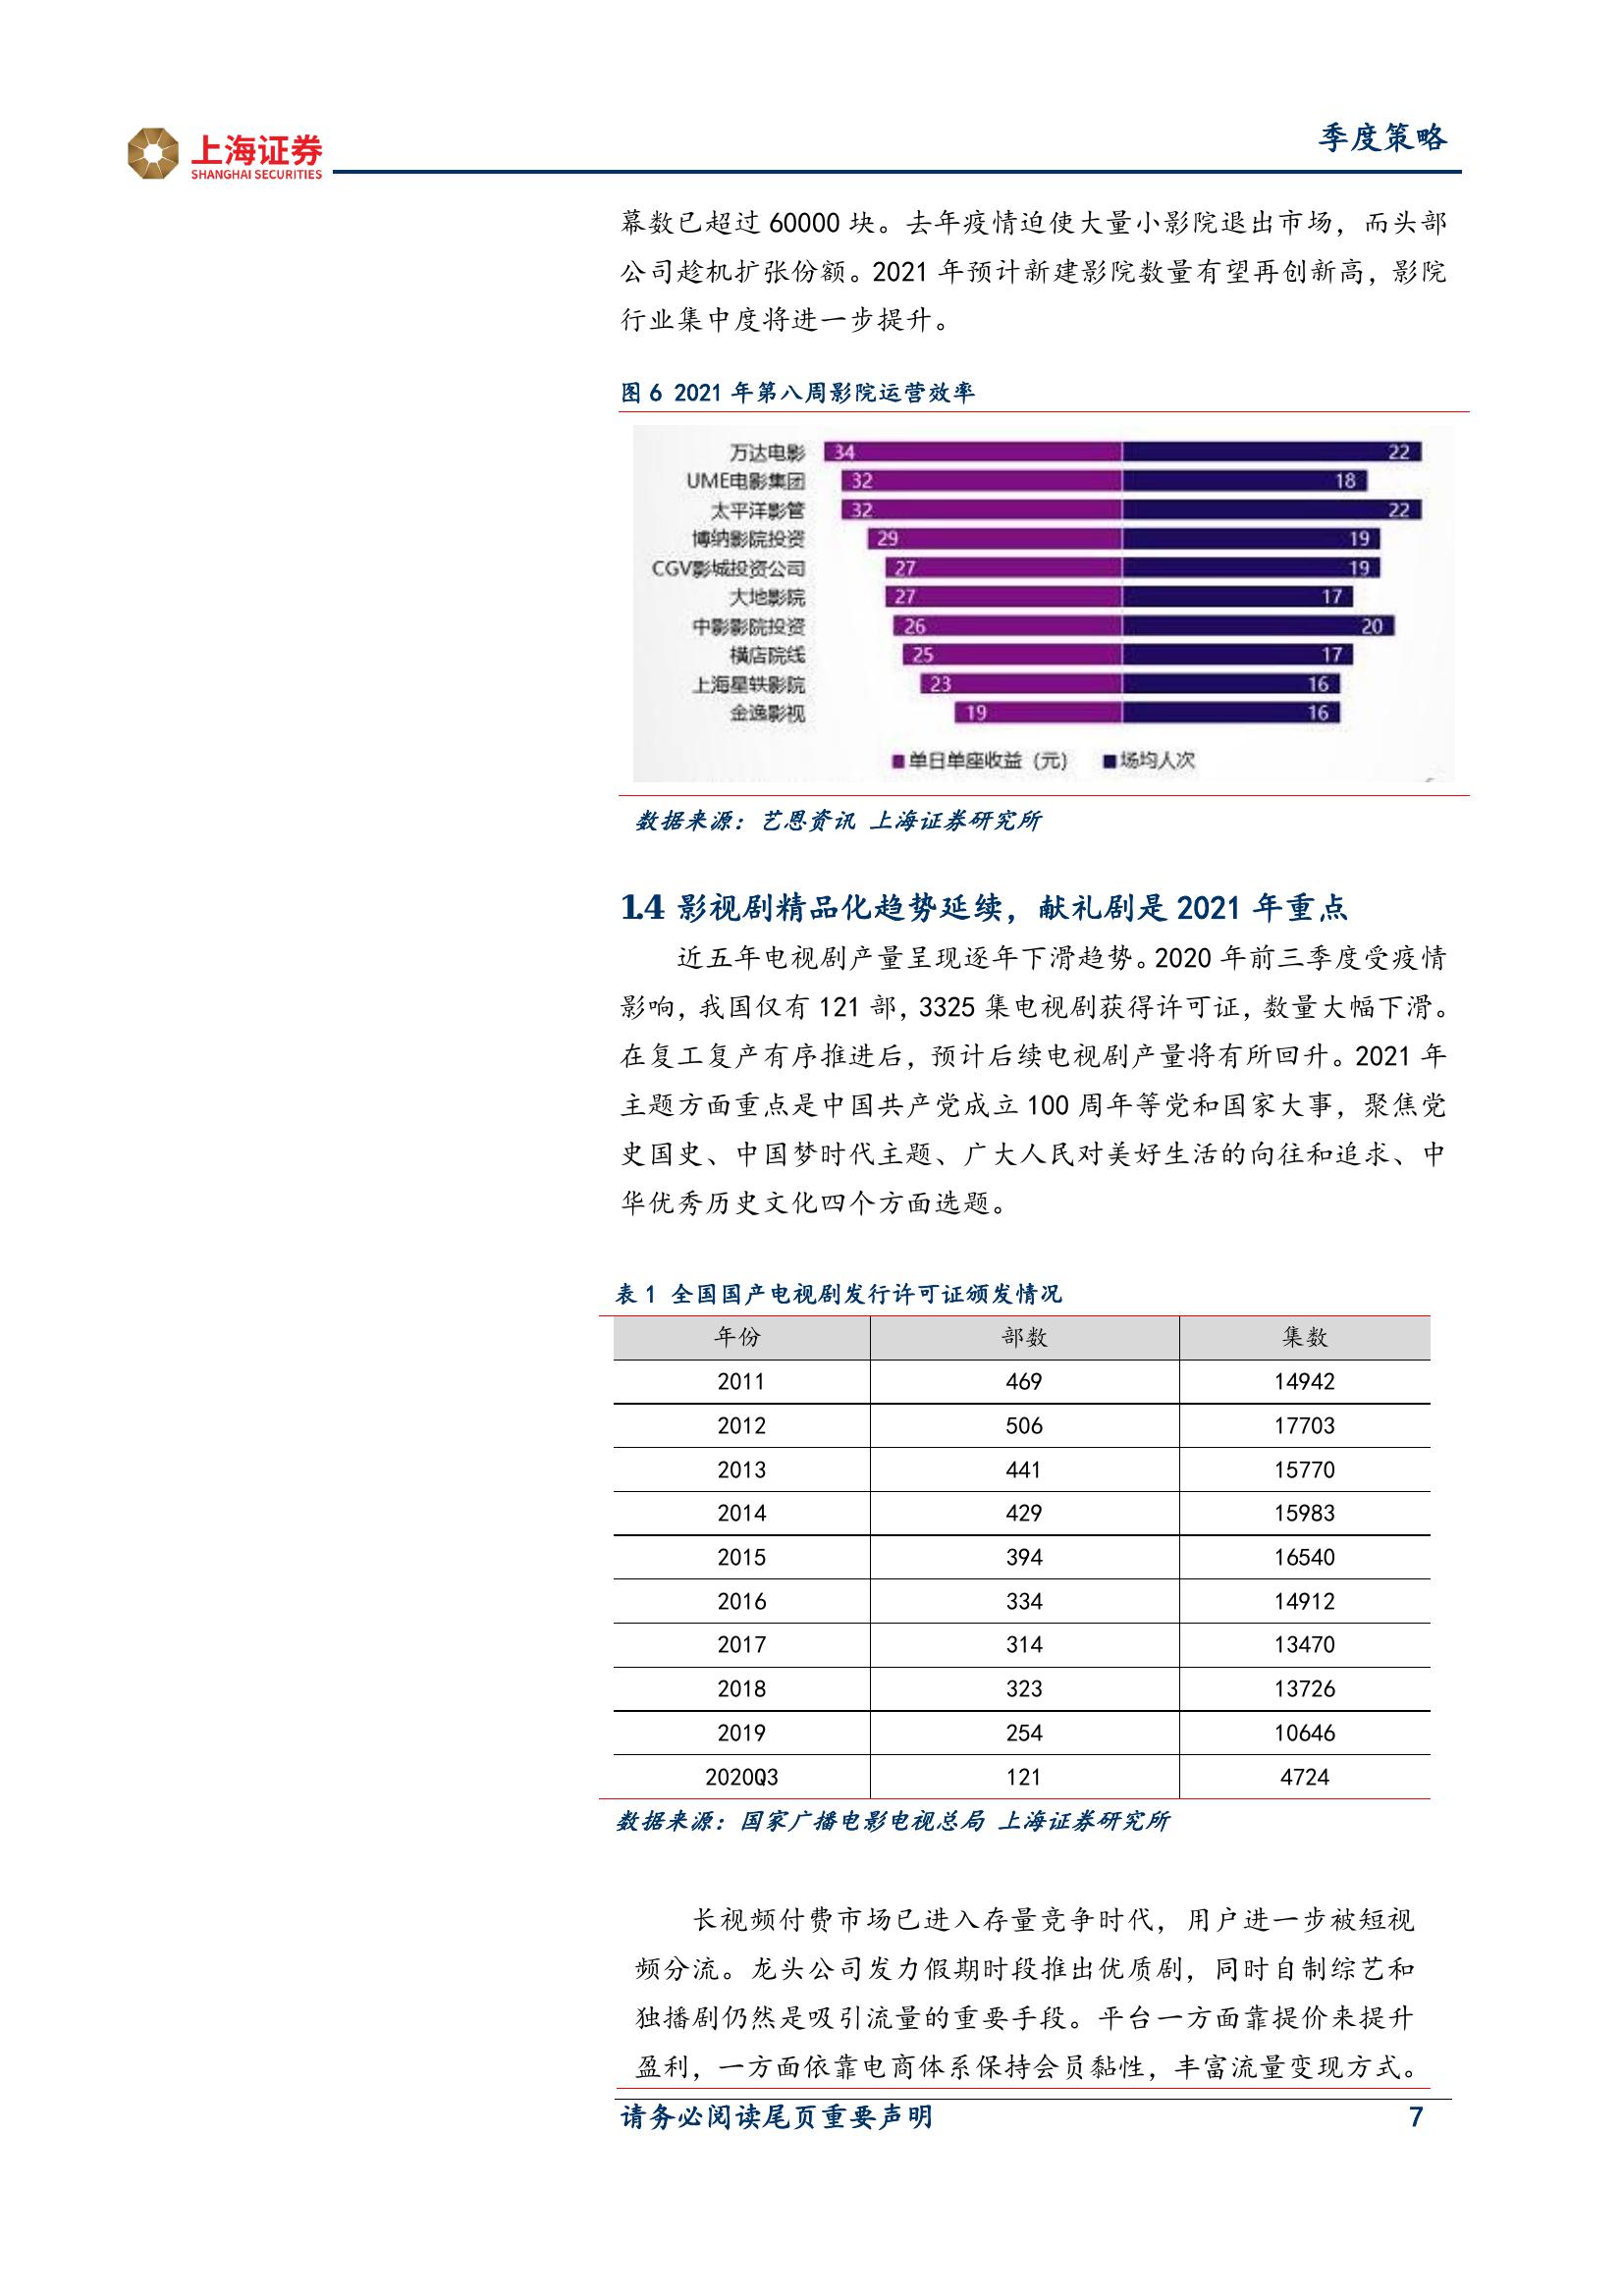 上海证券
SHANGHAI SECURITIES
季度策略
幕数已超过 60000 块。去年疫情迫使大量小影院退出市场，而头部
公司趁机扩张份额。2021 年预计新建影院数量有望再创新高，影院
行业集中度将进一步提升。
图 6 2021 年第八周影院运营效率
万达电影 34 22
UME电影集团 32 18
太平洋影管 32 22
博纳影院投资 29 19
CGV影城投资公司 27 19
大地影院 27 17
中影影院投资 26 20
横店院线 25 17
上海星轶影院 23 16
金逸影视 19 16
单日单座收益（元） 场均人次
数据来源：艺恩资讯 上海证券研究所
1.4 影视剧精品化趋势延续，献礼剧是 2021 年重点
近五年电视剧产量呈现逐年下滑趋势。2020 年前三季度受疫情
影响，我国仅有 121 部，3325 集电视剧获得许可证，数量大幅下滑。
在复工复产有序推进后，预计后续电视剧产量将有所回升。2021 年
主题方面重点是中国共产党成立 100 周年等党和国家大事，聚焦党
史国史、中国梦时代主题、广大人民对美好生活的向往和追求、中
华优秀历史文化四个方面选题。
表 1 全国国产电视剧发行许可证颁发情况
年份 部数 集数
2011 469 14942
2012 506 17703
2013 441 15770
2014 429 15983
2015 394 16540
2016 334 14912
2017 314 13470
2018 323 13726
2019 254 10646
2020Q3 121 4724
数据来源：国家广播电影电视总局 上海证券研究所
长视频付费市场已进入存量竞争时代，用户进一步被短视
频分流。龙头公司发力假期时段推出优质剧，同时自制综艺和
独播剧仍然是吸引流量的重要手段。平台一方面靠提价来提升
盈利，一方面依靠电商体系保持会员黏性，丰富流量变现方式。
请务必阅读尾页重要声明 7